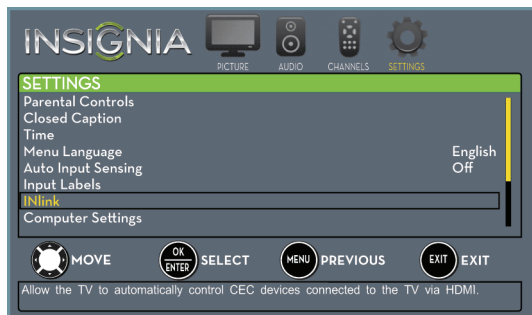 INSIGNIA
PICTURE AUDIO CHANNELS SETTINGS
SETTINGS
Parental Controls
Closed Caption
Time
Menu Language English
Auto Input Sensing Off
Input Labels
INlink
Computer Settings
MOVE OK ENTER SELECT MENU PREVIOUS EXIT EXIT
Allow the TV to automatically control CEC devices connected to the TV via HDMI.